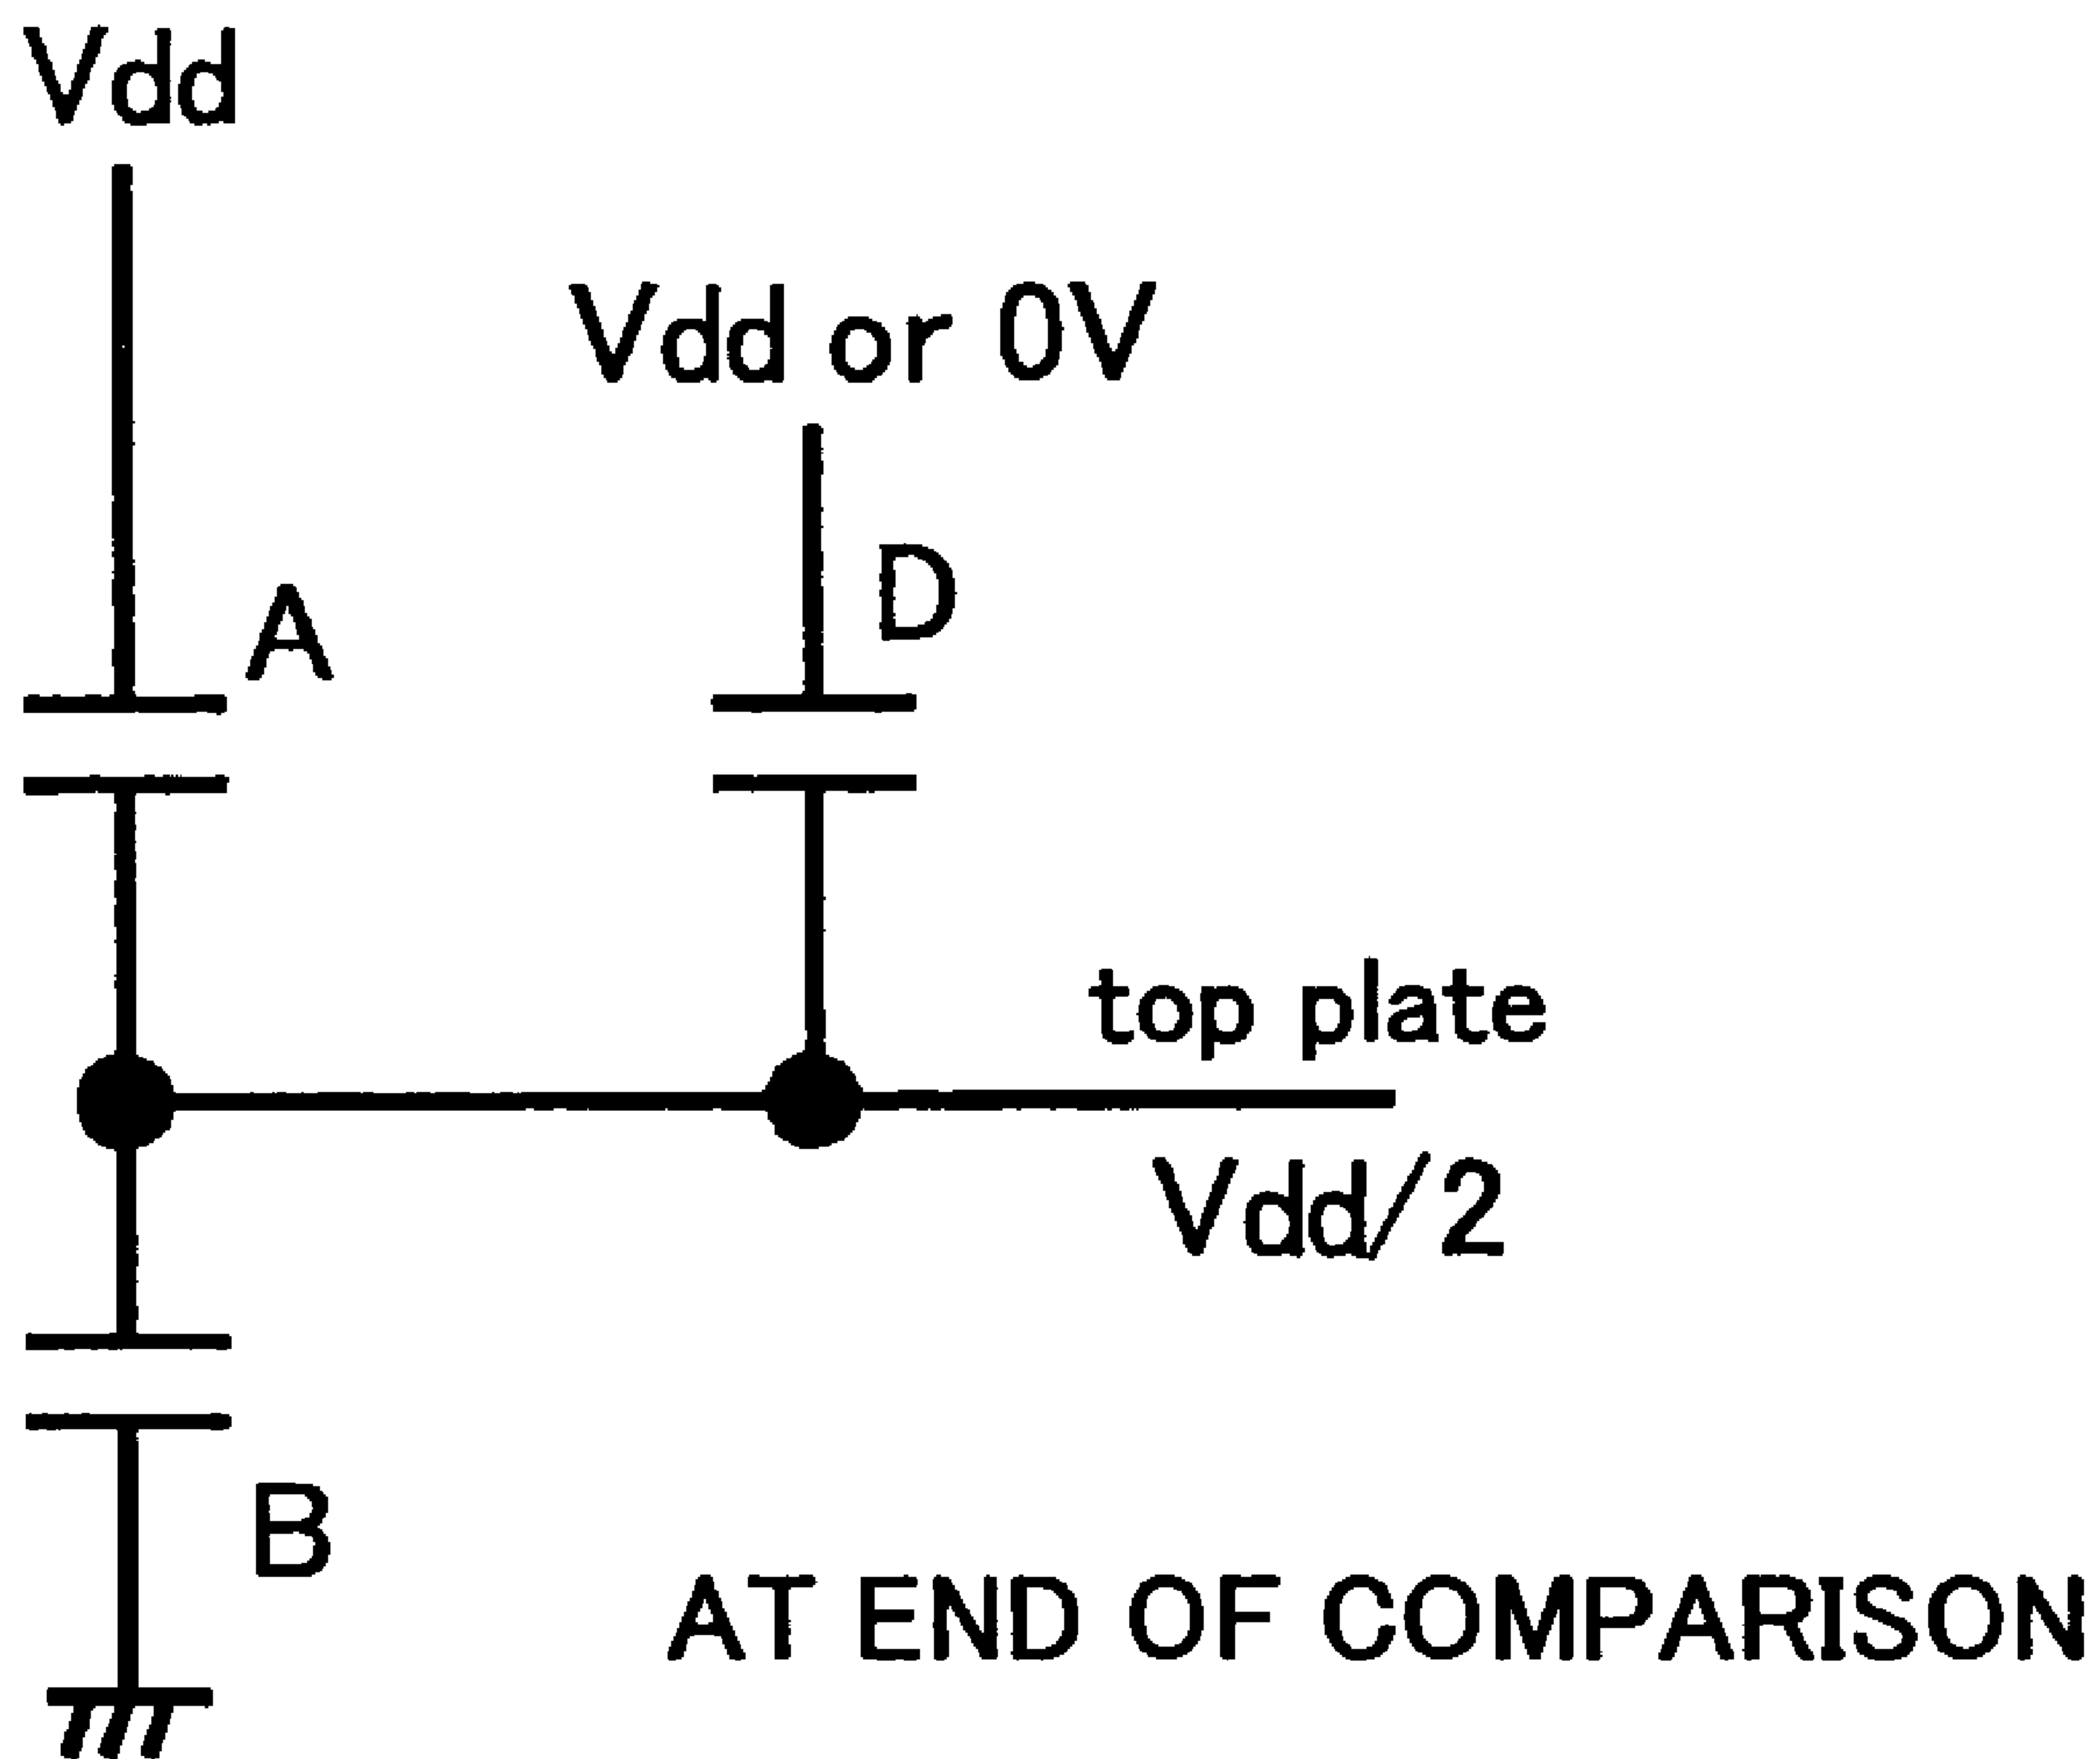 Vdd
Vdd or 0V
D
A
top plate
Vdd/2
B
AT END OF COMPARISON